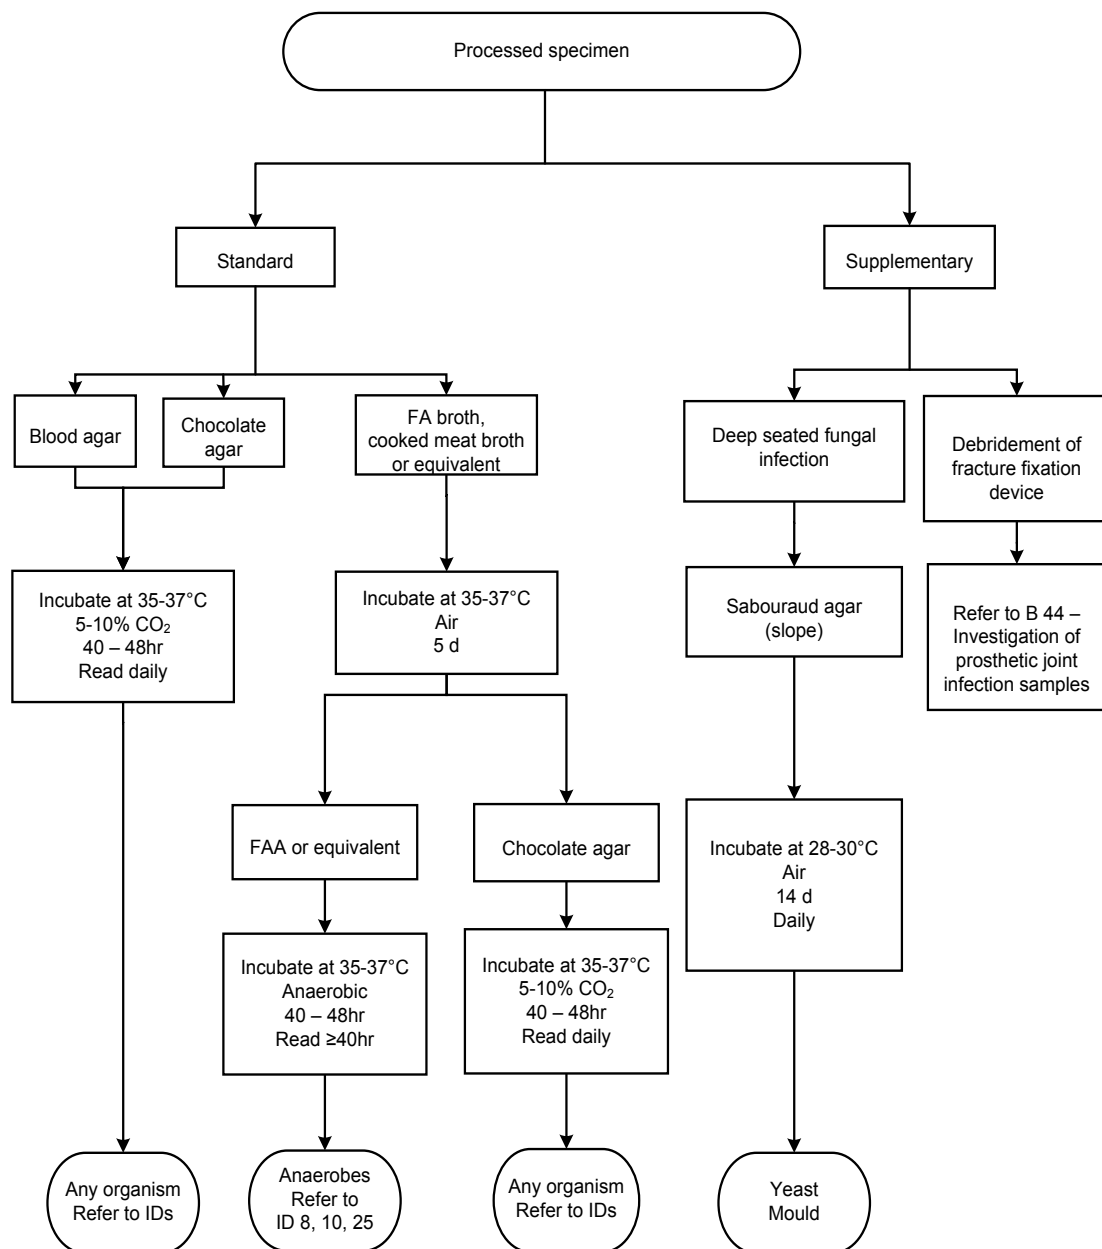 Processed specimen
Standard
Supplementary
Blood agar
Chocolate
agar
FA broth,
cooked meat broth
or equivalent
Deep seated fungal
infection
Debridement of
fracture fixation
device
Incubate at 35-37°C
5-10% CO₂
40 – 48hr
Read daily
Incubate at 35-37°C
Air
5 d
Sabouraud agar
(slope)
Refer to B 44 –
Investigation of
prosthetic joint
infection samples
FAA or equivalent
Chocolate agar
Incubate at 28-30°C
Air
14 d
Daily
Incubate at 35-37°C
Anaerobic
40 – 48hr
Read ≥40hr
Incubate at 35-37°C
5-10% CO₂
40 – 48hr
Read daily
Any organism
Refer to IDs
Anaerobes
Refer to
ID 8, 10, 25
Any organism
Refer to IDs
Yeast
Mould